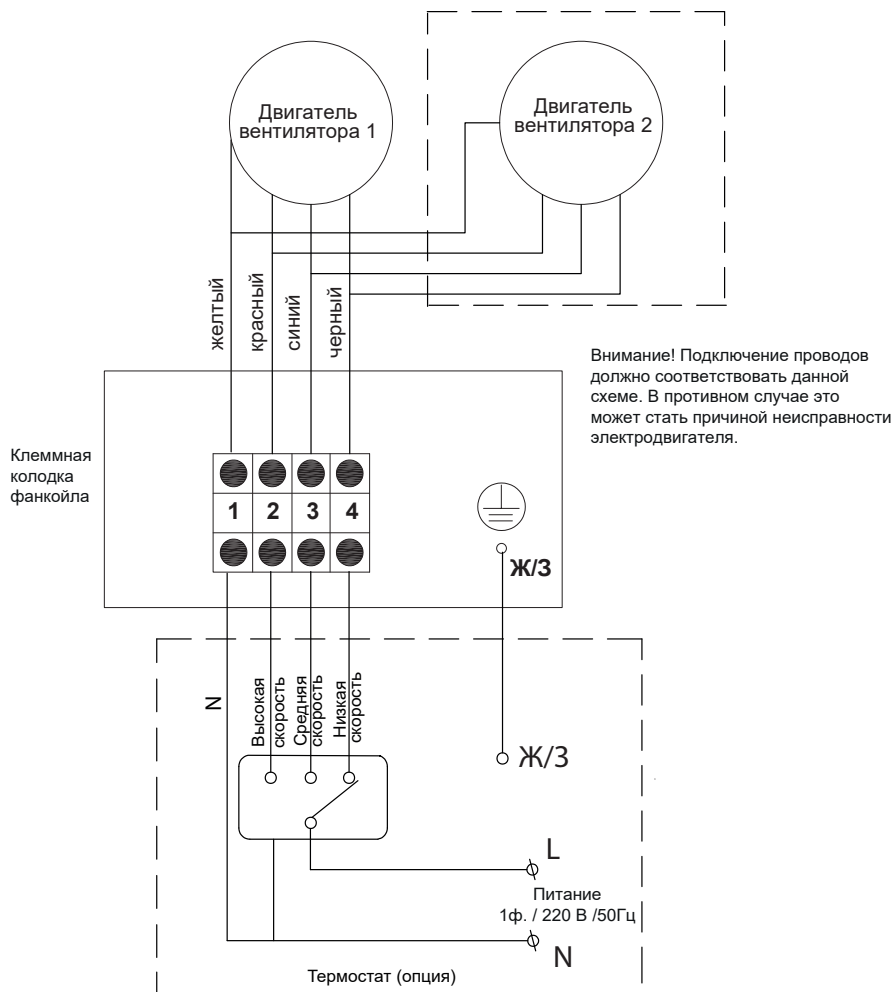 Двигатель
вентилятора 1
Двигатель
вентилятора 2
желтый
красный
синий
черный
Внимание! Подключение проводов
должно соответствовать данной
схеме. В противном случае это
может стать причиной неисправности
электродвигателя.
Клеммная
колодка
фанкойла
1 2 3 4
Ж/З
N
Высокая
скорость
Средняя
скорость
Низкая
скорость
Ж/З
L
Питание
1ф. / 220 В /50Гц
N
Термостат (опция)